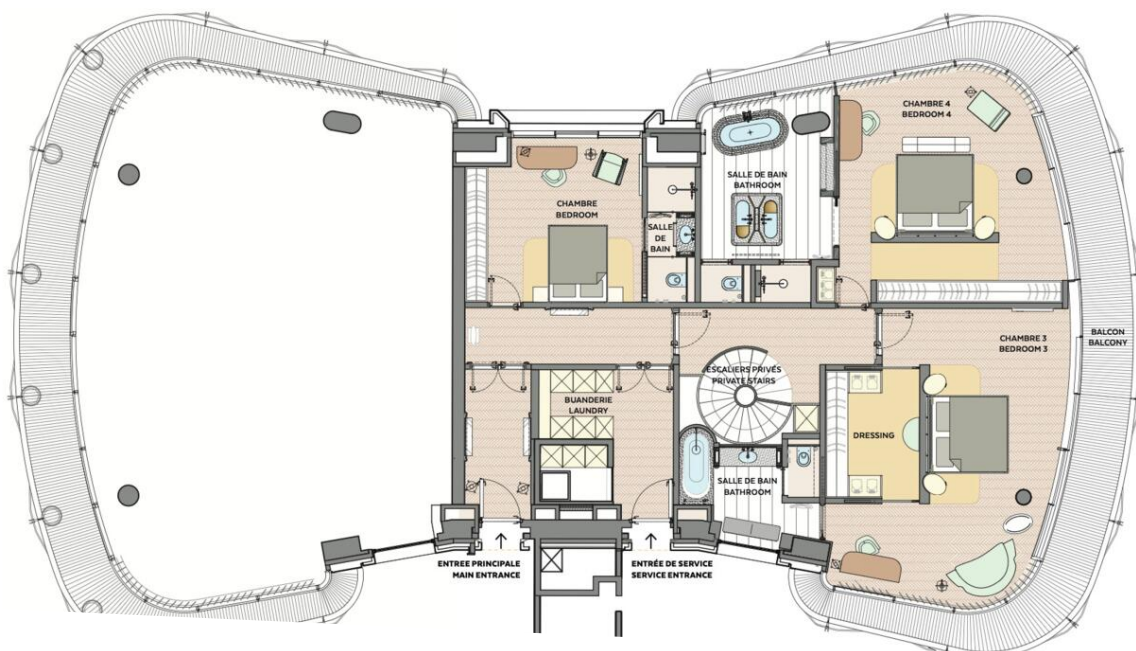 CHAMBRE 4
BEDROOM 4
SALLE DE BAIN
BATHROOM
CHAMBRE
BEDROOM
SALLE
DE
BAIN
CHAMBRE 3
BEDROOM 3
BALCON
BALCONY
ESCALIERS PRIVÉS
PRIVATE STAIRS
BUANDERIE
LAUNDRY
DRESSING
SALLE DE BAIN
BATHROOM
ENTREE PRINCIPALE
MAIN ENTRANCE
ENTRÉE DE SERVICE
SERVICE ENTRANCE